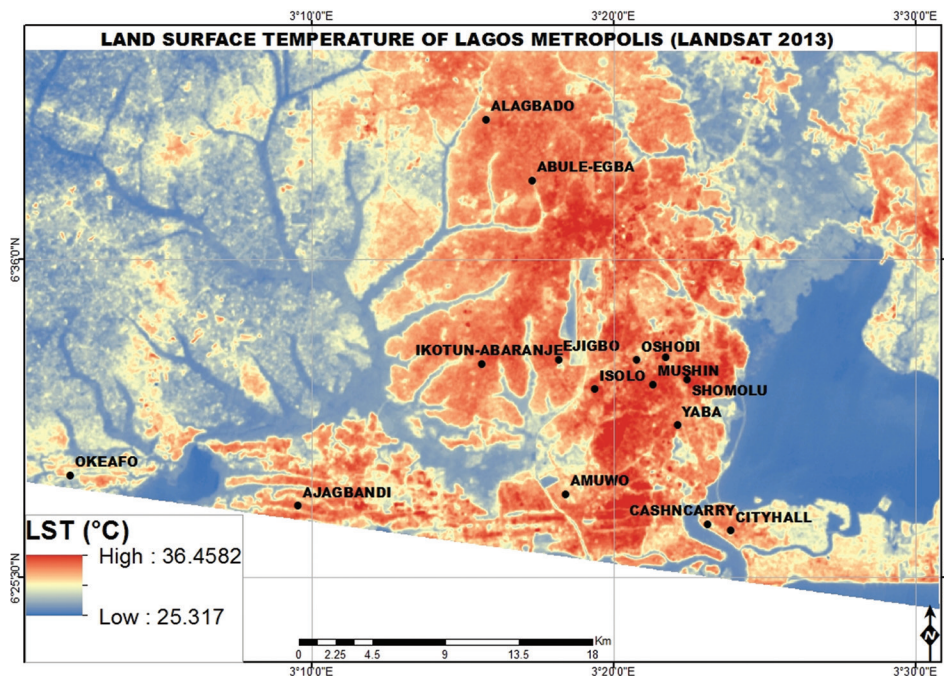 3°10'0"E 3°20'0"E 3°30'0"E
LAND SURFACE TEMPERATURE OF LAGOS METROPOLIS (LANDSAT 2013)
ALAGBADO
ABULE-EGBA
6°36'0"N
IKOTUN-ABARANJE
EJIGBO
OSHODI
ISOLO
MUSHIN
SHOMOLU
YABA
OKEAFO
AJAGBANDI
AMUWO
CASHNCARRY
CITYHALL
LST (°C)
High : 36.4582
Low : 25.317
6°25'30"N
Km
0 2.25 4.5 9 13.5 18
N
3°10'0"E 3°20'0"E 3°30'0"E